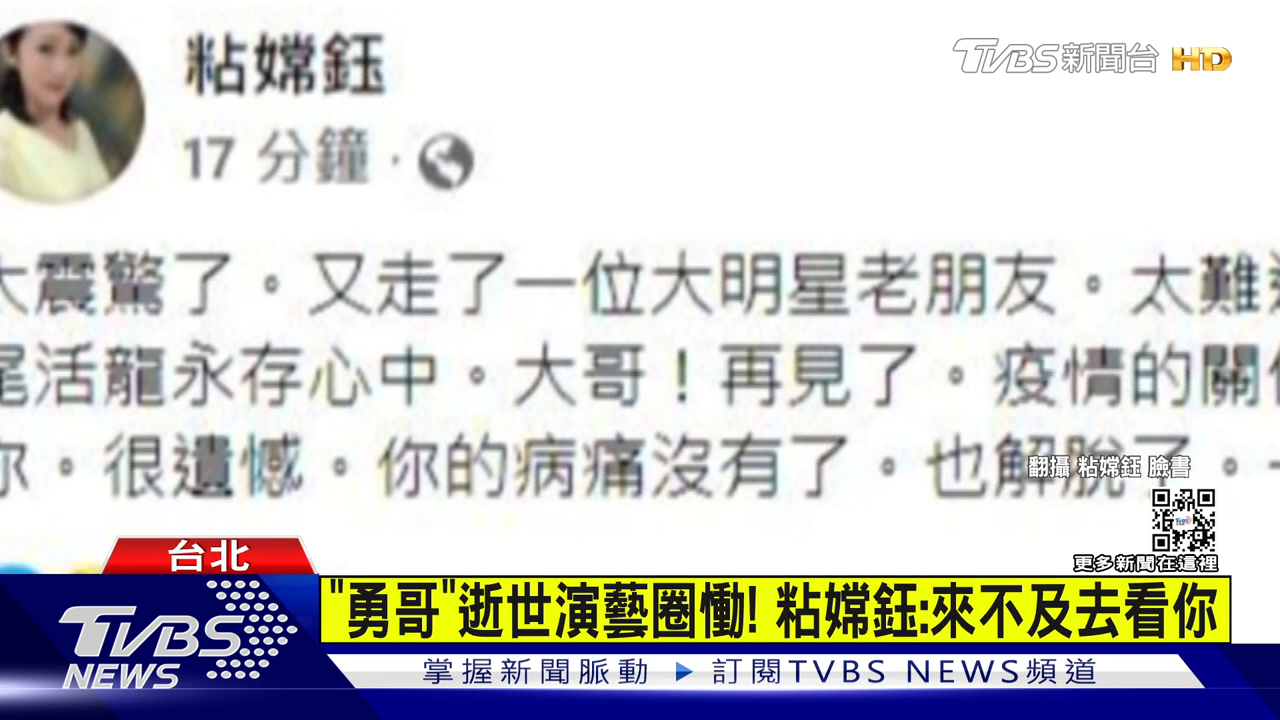 粘嫦鈺
TVBS新聞台 HD
17 分鐘 ·
太震驚了。又走了一位大明星老朋友。太難
尾活龍永存心中。大哥！再見了。疫情的關係
你。很遺憾。你的病痛沒有了。也解脫了。
翻攝 粘嫦鈺 臉書
更多新聞在這裡
台北
"勇哥"逝世演藝圈慟! 粘嫦鈺:來不及去看你
TVBS NEWS
掌握新聞脈動 ▶ 訂閱TVBS NEWS頻道